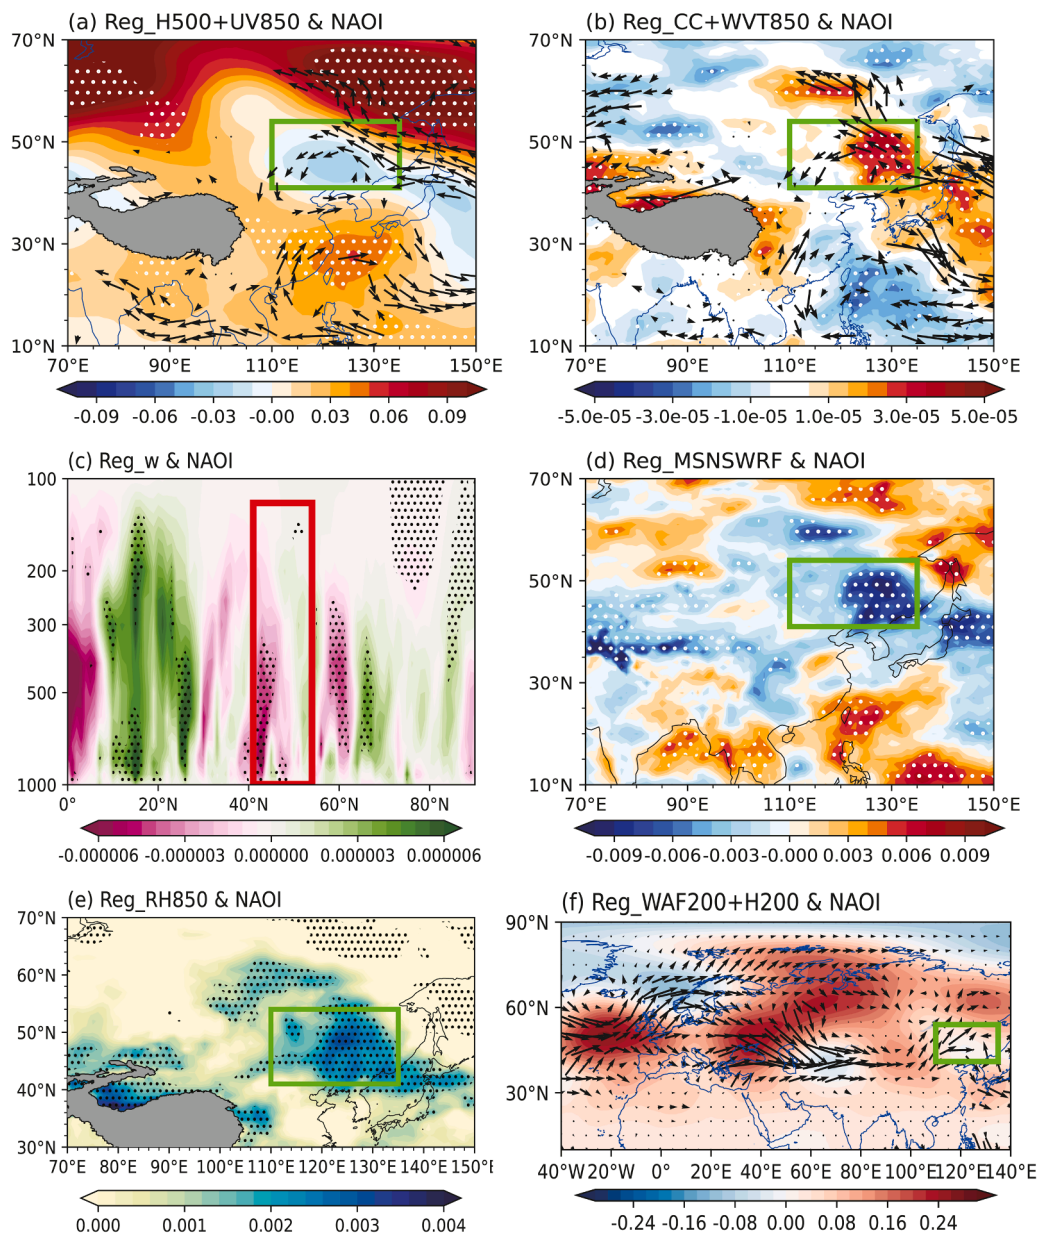 (a) Reg_H500+UV850 & NAOI
70°N
50°N
30°N
10°N
70°E 90°E 110°E 130°E 150°E
-0.09 -0.06 -0.03 -0.00 0.03 0.06 0.09
(b) Reg_CC+WVT850 & NAOI
70°N
50°N
30°N
10°N
70°E 90°E 110°E 130°E 150°E
-5.0e-05 -3.0e-05 -1.0e-05 1.0e-05 3.0e-05 5.0e-05
(c) Reg_w & NAOI
100
200
300
500
1000
0° 20°N 40°N 60°N 80°N
-0.000006 -0.000003 0.000000 0.000003 0.000006
(d) Reg_MSNSWRF & NAOI
70°N
50°N
30°N
10°N
70°E 90°E 110°E 130°E 150°E
-0.009 -0.006 -0.003 -0.000 0.003 0.006 0.009
(e) Reg_RH850 & NAOI
70°N
60°N
50°N
40°N
30°N
70°E 80°E 90°E 100°E 110°E 120°E 130°E 150°E
0.000 0.001 0.002 0.003 0.004
(f) Reg_WAF200+H200 & NAOI
90°N
60°N
30°N
40°W 20°W 0° 20°E 40°E 60°E 80°E 100°E 120°E 140°E
-0.24 -0.16 -0.08 0.00 0.08 0.16 0.24